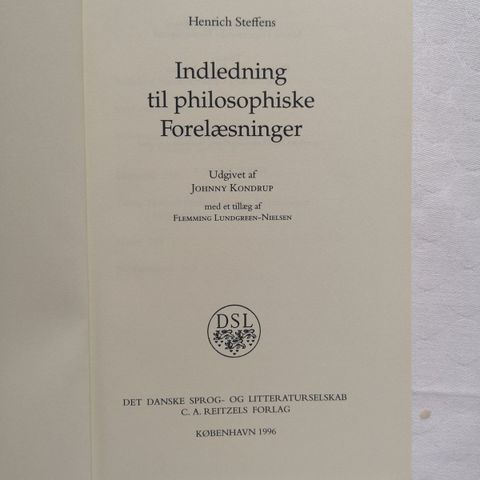 Henrich Steffens
Indledning
til philosophiske
Forelæsninger
Udgivet af
JOHNNY KONDRUP
med et tillæg af
FLEMMING LUNDGREEN-NIELSEN
DSL
DET DANSKE SPROG- OG LITTERATURSELSKAB
C. A. REITZELS FORLAG
KØBENHAVN 1996